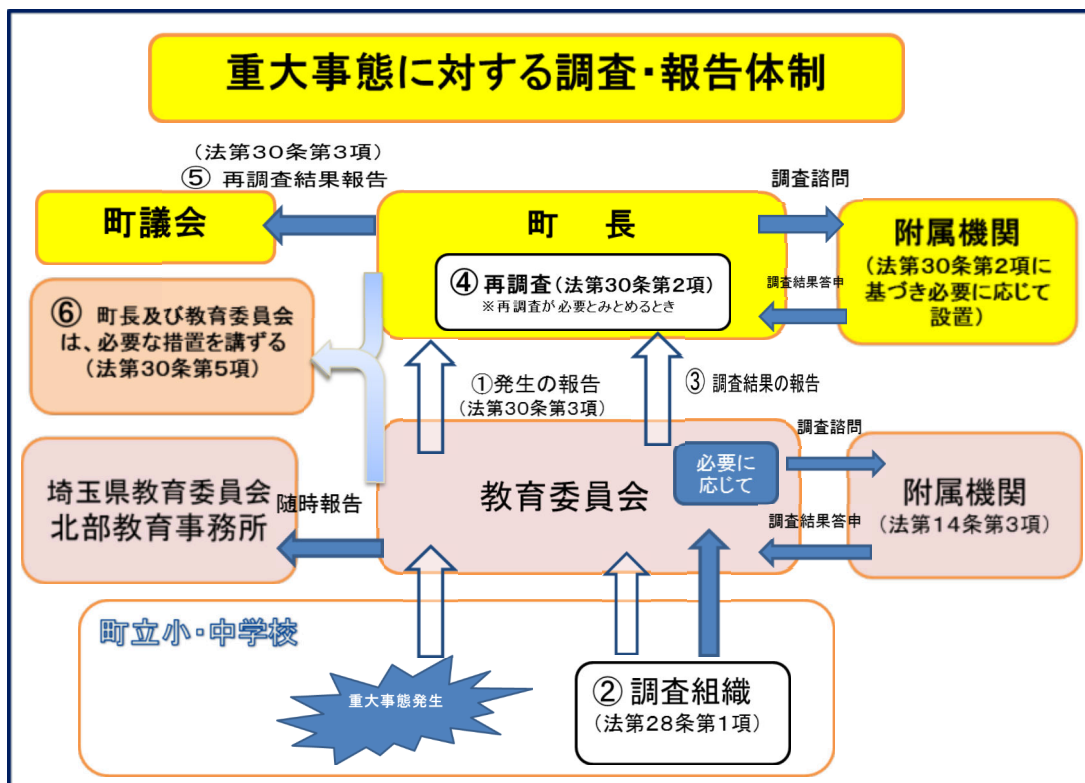 重大事態に対する調査・報告体制
(法第30条第3項)
⑤ 再調査結果報告
調査諮問
町議会
町　長
附属機関
(法第30条第2項に
基づき必要に応じて
設置)
④ 再調査(法第30条第2項)
※再調査が必要とみとめるとき
調査結果答申
⑥ 町長及び教育委員会
は、必要な措置を講ずる
(法第30条第5項)
①発生の報告
(法第30条第3項)
③ 調査結果の報告
調査諮問
埼玉県教育委員会
北部教育事務所
随時報告
教育委員会
必要に
応じて
附属機関
(法第14条第3項)
調査結果答申
町立小・中学校
重大事態発生
② 調査組織
(法第28条第1項)